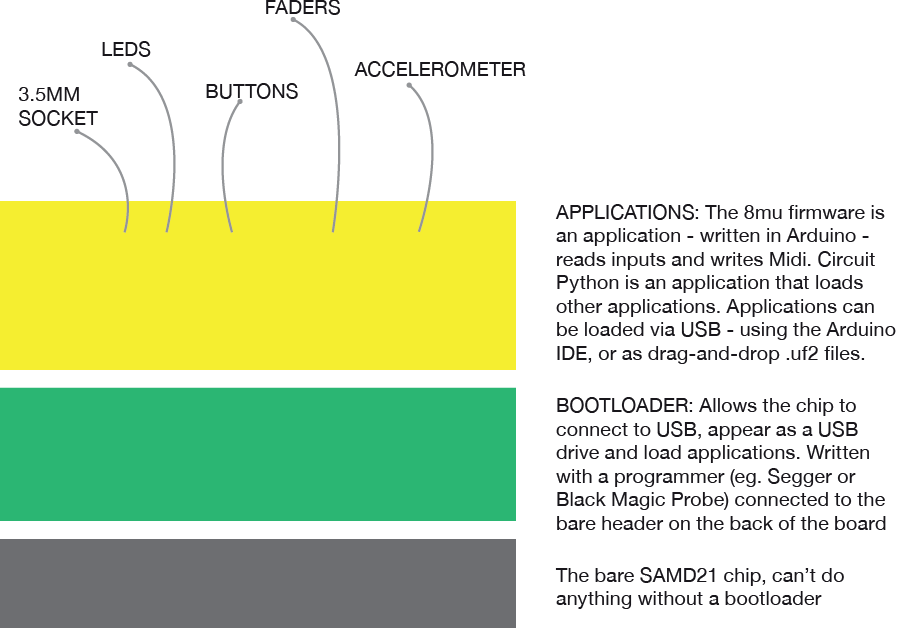 FADERS
LEDS
ACCELEROMETER
BUTTONS
3.5MM
SOCKET
APPLICATIONS: The 8mu firmware is
an application - written in Arduino -
reads inputs and writes Midi. Circuit
Python is an application that loads
other applications. Applications can
be loaded via USB - using the Arduino
IDE, or as drag-and-drop .uf2 files.
BOOTLOADER: Allows the chip to
connect to USB, appear as a USB
drive and load applications. Written
with a programmer (eg. Segger or
Black Magic Probe) connected to the
bare header on the back of the board
The bare SAMD21 chip, can't do
anything without a bootloader